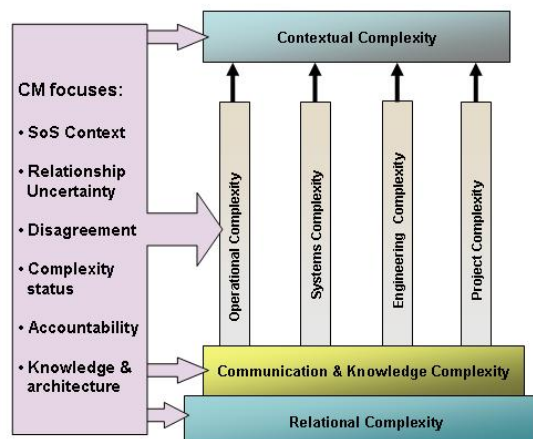 Contextual Complexity
CM focuses:
• SoS Context
• Relationship
Uncertainty
• Disagreement
• Complexity
status
• Accountability
• Knowledge &
architecture
Operational Complexity
Systems Complexity
Engineering Complexity
Project Complexity
Communication & Knowledge Complexity
Relational Complexity